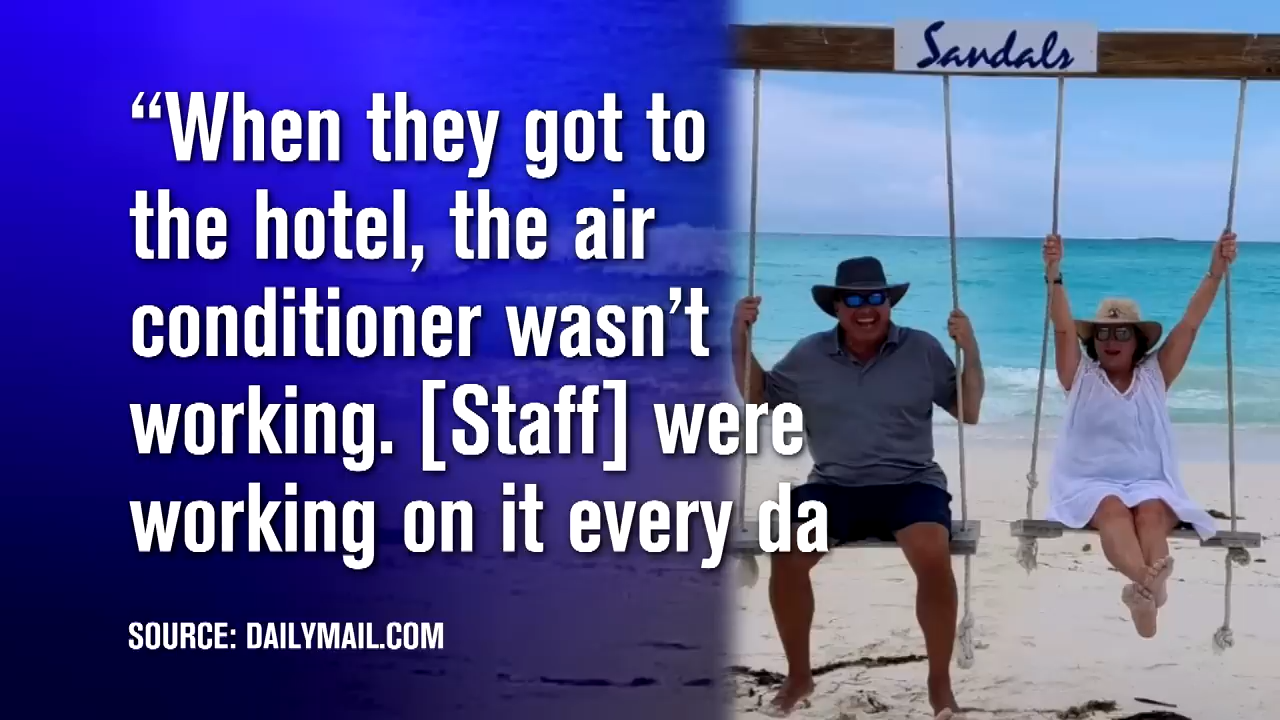 Sandals
“When they got to
the hotel, the air
conditioner wasn’t
working. [Staff] were
working on it every da
SOURCE: DAILYMAIL.COM